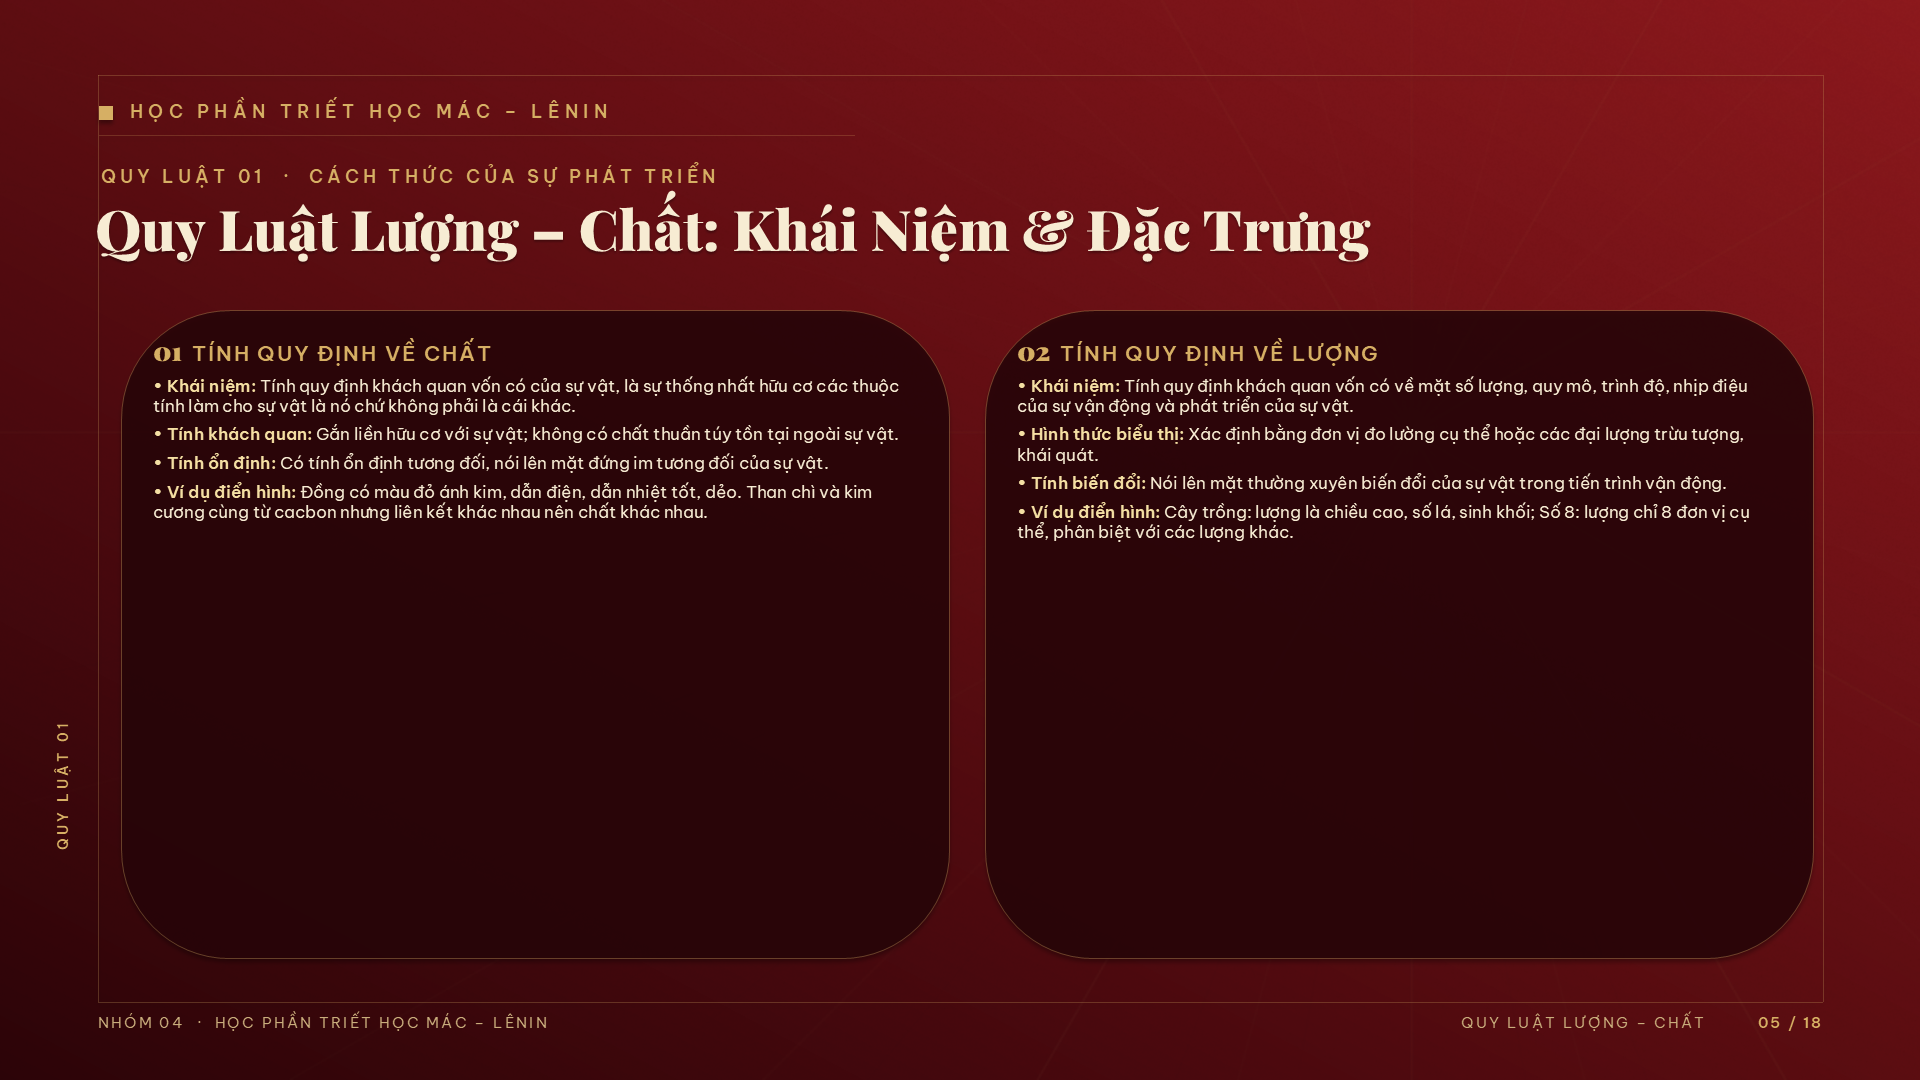 HỌC PHẦN TRIẾT HỌC MÁC – LÊNIN
QUY LUẬT 01 · CÁCH THỨC CỦA SỰ PHÁT TRIỂN
Quy Luật Lượng – Chất: Khái Niệm & Đặc Trưng
01 TÍNH QUY ĐỊNH VỀ CHẤT
• Khái niệm: Tính quy định khách quan vốn có của sự vật, là sự thống nhất hữu cơ các thuộc
tính làm cho sự vật là nó chứ không phải là cái khác.
• Tính khách quan: Gắn liền hữu cơ với sự vật; không có chất thuần túy tồn tại ngoài sự vật.
• Tính ổn định: Có tính ổn định tương đối, nói lên mặt đứng im tương đối của sự vật.
• Ví dụ điển hình: Đồng có màu đỏ ánh kim, dẫn điện, dẫn nhiệt tốt, dẻo. Than chì và kim
cương cùng từ cacbon nhưng liên kết khác nhau nên chất khác nhau.
02 TÍNH QUY ĐỊNH VỀ LƯỢNG
• Khái niệm: Tính quy định khách quan vốn có về mặt số lượng, quy mô, trình độ, nhịp điệu
của sự vận động và phát triển của sự vật.
• Hình thức biểu thị: Xác định bằng đơn vị đo lường cụ thể hoặc các đại lượng trừu tượng,
khái quát.
• Tính biến đổi: Nói lên mặt thường xuyên biến đổi của sự vật trong tiến trình vận động.
• Ví dụ điển hình: Cây trồng: lượng là chiều cao, số lá, sinh khối; Số 8: lượng chỉ 8 đơn vị cụ
thể, phân biệt với các lượng khác.
QUY LUẬT 01
NHÓM 04 · HỌC PHẦN TRIẾT HỌC MÁC – LÊNIN
QUY LUẬT LƯỢNG – CHẤT 05 / 18